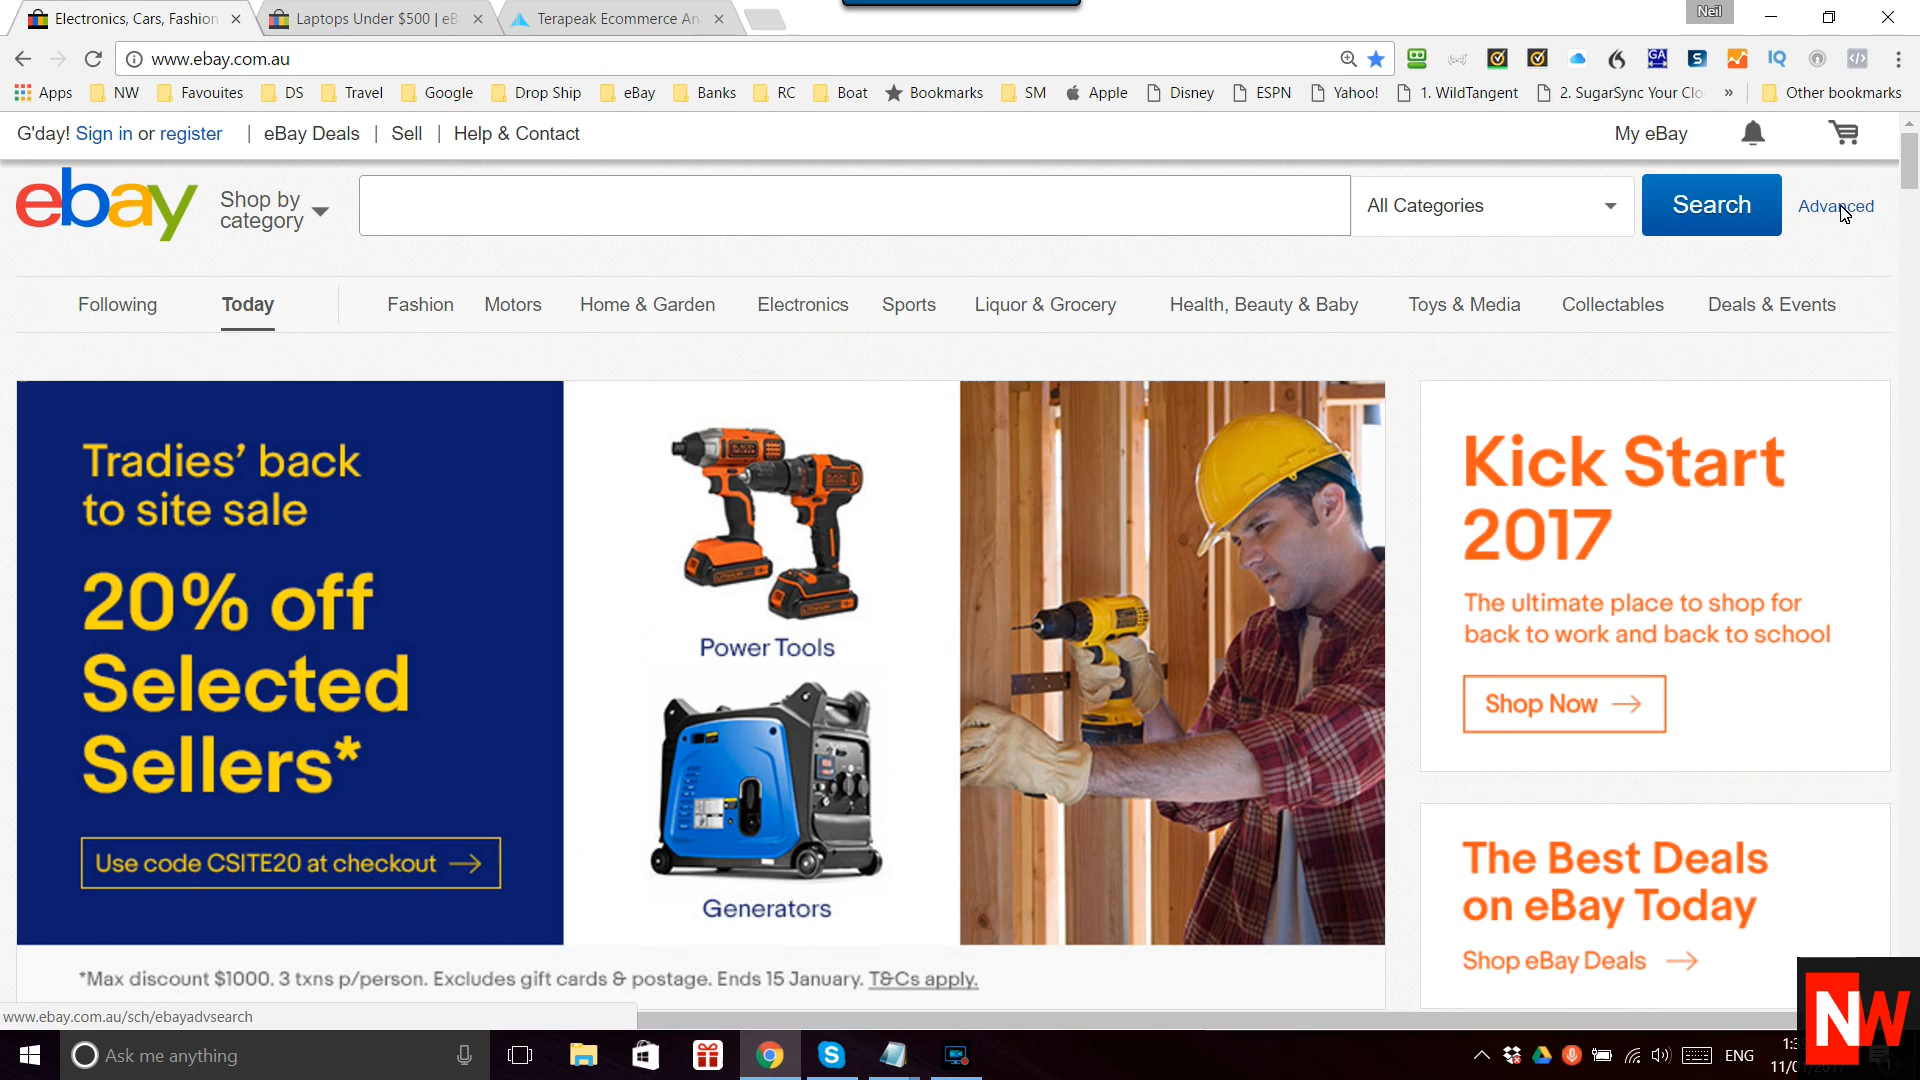 Electronics, Cars, Fashion
Laptops Under $500 | eB
Terapeak Ecommerce An
Neil
www.ebay.com.au
Apps NW Favouites DS Travel Google Drop Ship eBay Banks RC Boat Bookmarks SM Apple Disney ESPN Yahoo! 1. WildTangent 2. SugarSync Your Clo » Other bookmarks
G'day! Sign in or register | eBay Deals | Sell | Help & Contact
My eBay
ebay
Shop by
category
All Categories
Search
Advanced
Following Today Fashion Motors Home & Garden Electronics Sports Liquor & Grocery Health, Beauty & Baby Toys & Media Collectables Deals & Events
Tradies' back
to site sale
20% off
Selected
Sellers*
Use code CSITE20 at checkout
Power Tools
Generators
Kick Start
2017
The ultimate place to shop for
back to work and back to school
Shop Now
The Best Deals
on eBay Today
Shop eBay Deals
*Max discount $1000. 3 txns p/person. Excludes gift cards & postage. Ends 15 January. T&Cs apply.
www.ebay.com.au/sch/ebayadvsearch
NW
Ask me anything
ENG